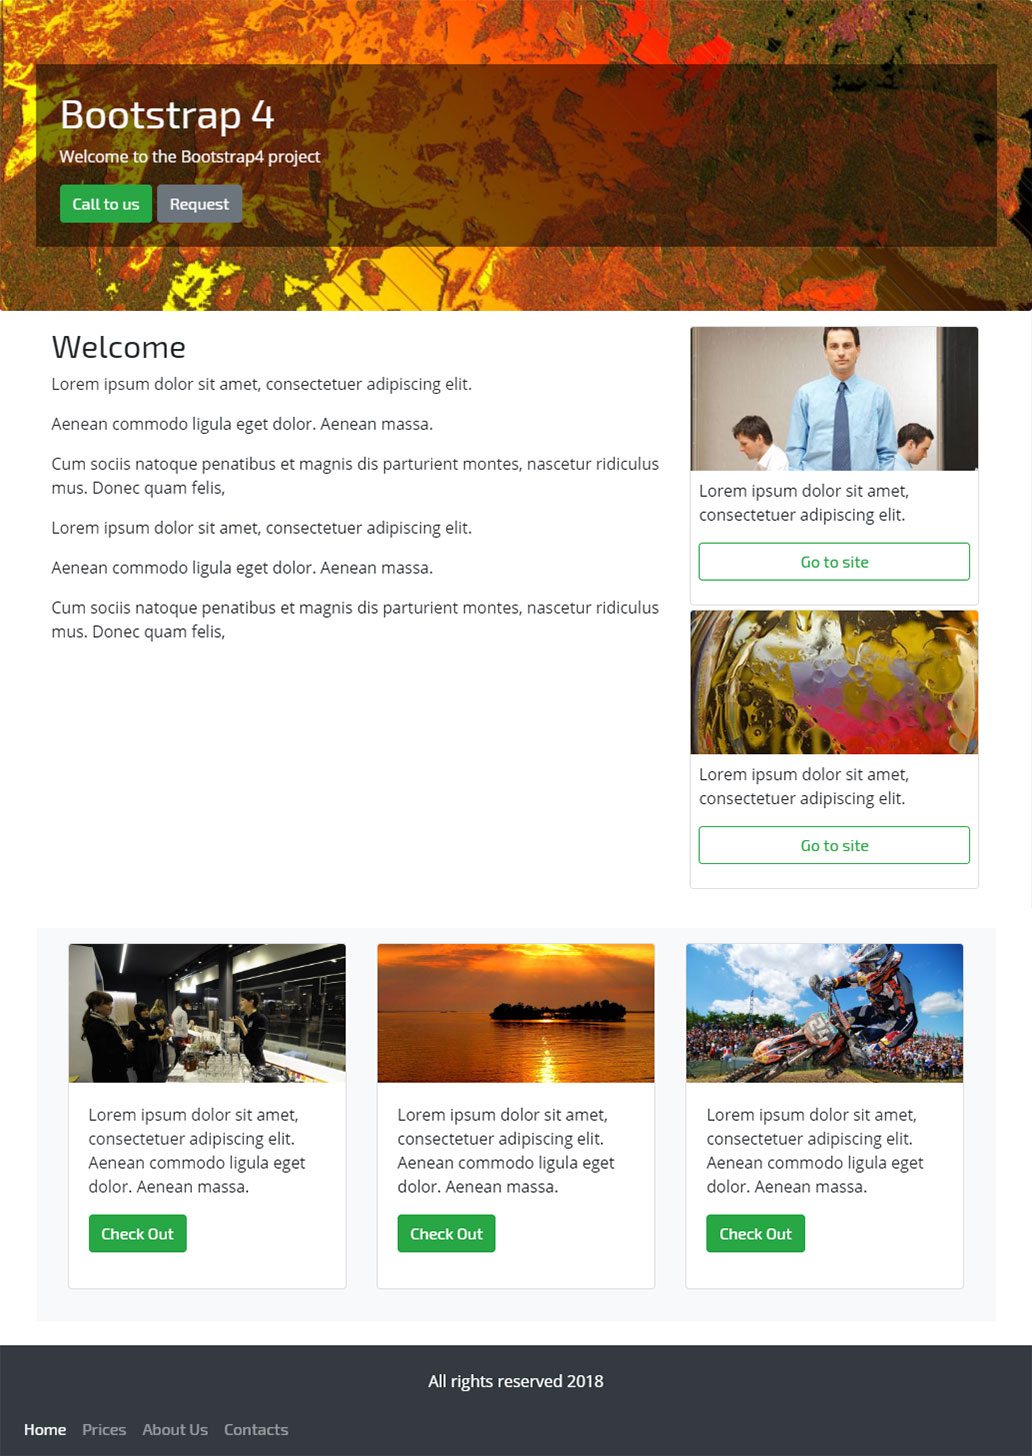 Bootstrap 4
Welcome to the Bootstrap4 project
Call to us Request
Welcome
Lorem ipsum dolor sit amet, consectetuer adipiscing elit.
Aenean commodo ligula eget dolor. Aenean massa.
Cum sociis natoque penatibus et magnis dis parturient montes, nascetur ridiculus
mus. Donec quam felis,
Lorem ipsum dolor sit amet, consectetuer adipiscing elit.
Aenean commodo ligula eget dolor. Aenean massa.
Cum sociis natoque penatibus et magnis dis parturient montes, nascetur ridiculus
mus. Donec quam felis,
Lorem ipsum dolor sit amet,
consectetuer adipiscing elit.
Go to site
Lorem ipsum dolor sit amet,
consectetuer adipiscing elit.
Go to site
Lorem ipsum dolor sit amet,
consectetuer adipiscing elit.
Aenean commodo ligula eget
dolor. Aenean massa.
Check Out
Lorem ipsum dolor sit amet,
consectetuer adipiscing elit.
Aenean commodo ligula eget
dolor. Aenean massa.
Check Out
Lorem ipsum dolor sit amet,
consectetuer adipiscing elit.
Aenean commodo ligula eget
dolor. Aenean massa.
Check Out
All rights reserved 2018
Home Prices About Us Contacts